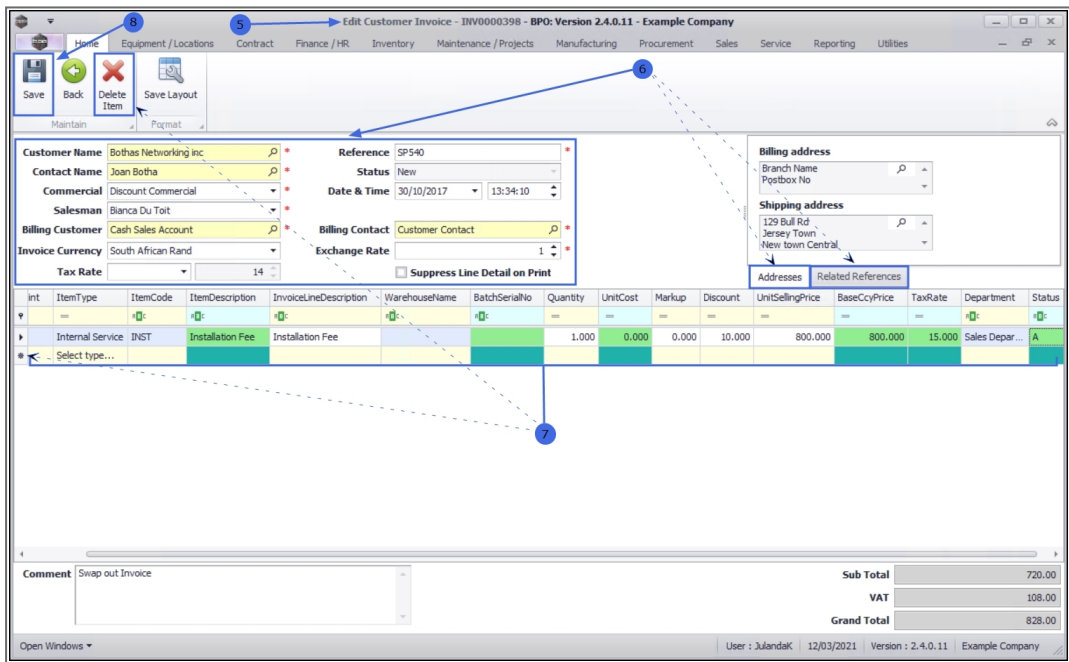 8
5
Edit Customer Invoice - INV0000398 - BPO: Version 2.4.0.11 - Example Company
Home Equipment / Locations Contract Finance / HR Inventory Maintenance / Projects Manufacturing Procurement Sales Service Reporting Utilities
6
Save Back Delete Item Save Layout
Maintain Format
Customer Name Bothas Networking inc * Reference SP540 *
Contact Name Joan Botha * Status New
Commercial Discount Commercial * Date & Time 30/10/2017 13:34:10
Salesman Bianca Du Toit *
Billing Customer Cash Sales Account * Billing Contact Customer Contact *
Invoice Currency South African Rand Exchange Rate 1 *
Tax Rate 14 Suppress Line Detail on Print
Billing address
Branch Name
Postbox No
Shipping address
129 Bull Rd
Jersey Town
New town Central
Addresses Related References
int ItemType ItemCode ItemDescription InvoiceLineDescription WarehouseName BatchSerialNo Quantity UnitCost Markup Discount UnitSellingPrice BaseCcyPrice TaxRate Department Status
Internal Service INST Installation Fee Installation Fee 1.000 0.000 0.000 10.000 800.000 800.000 15.000 Sales Depar... A
Select type...
7
Comment Swap out Invoice
Sub Total 720.00
VAT 108.00
Grand Total 828.00
Open Windows User : JulandaK 12/03/2021 Version : 2.4.0.11 Example Company